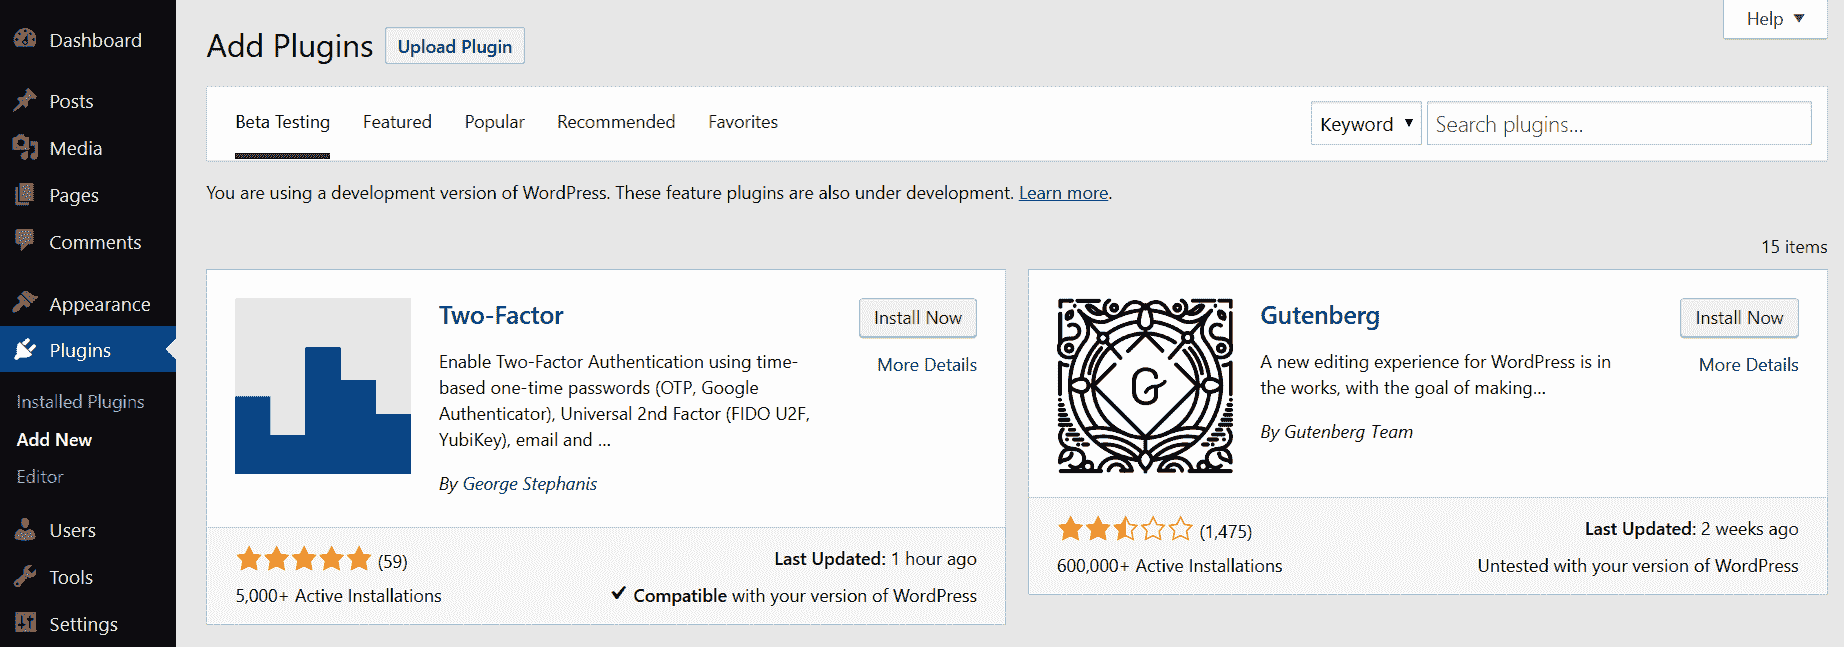 Dashboard
Posts
Media
Pages
Comments
Appearance
Plugins
Installed Plugins
Add New
Editor
Users
Tools
Settings
Help
Add Plugins
Upload Plugin
Beta Testing Featured Popular Recommended Favorites
Keyword Search plugins...
You are using a development version of WordPress. These feature plugins are also under development. Learn more.
15 items
Two-Factor
Install Now
More Details
Enable Two-Factor Authentication using time-
based one-time passwords (OTP, Google
Authenticator), Universal 2nd Factor (FIDO U2F,
YubiKey), email and ...
By George Stephanis
(59)
Last Updated: 1 hour ago
5,000+ Active Installations
Compatible with your version of WordPress
G
Gutenberg
Install Now
More Details
A new editing experience for WordPress is in
the works, with the goal of making...
By Gutenberg Team
(1,475)
Last Updated: 2 weeks ago
600,000+ Active Installations
Untested with your version of WordPress